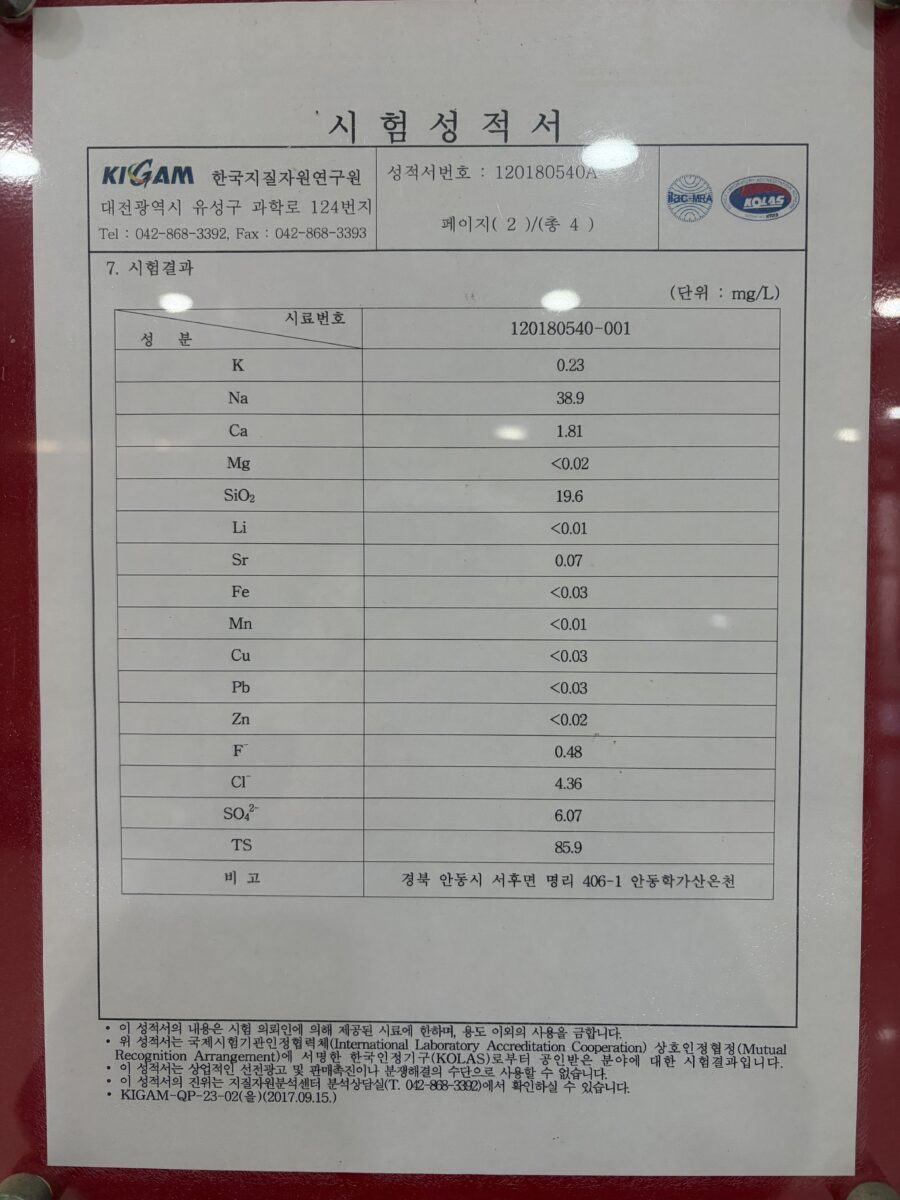 시험성적서
KIGAM 한국지질자원연구원
대전광역시 유성구 과학로 124번지
Tel : 042-868-3392, Fax : 042-868-3393
성적서번호 : 120180540A
페이지( 2 )/(총 4 )
ilac-MRA
KOLAS
7. 시험결과
(단위 : mg/L)
시료번호
성 분
120180540-001
K 0.23
Na 38.9
Ca 1.81
Mg <0.02
SiO₂ 19.6
Li <0.01
Sr 0.07
Fe <0.03
Mn <0.01
Cu <0.03
Pb <0.03
Zn <0.02
F⁻ 0.48
Cl⁻ 4.36
SO₄²⁻ 6.07
TS 85.9
비 고 경북 안동시 서후면 명리 406-1 안동학가산온천
• 이 성적서의 내용은 시험 의뢰인에 의해 제공된 시료에 한하며, 용도 이외의 사용을 금합니다.
• 위 성적서는 국제시험기관인정협력체(International Laboratory Accreditation Cooperation) 상호인정협정(Mutual
Recognition Arrangement)에 서명한 한국인정기구(KOLAS)로부터 공인받은 분야에 대한 시험결과입니다.
• 이 성적서는 상업적인 선전광고 및 판매촉진이나 분쟁해결의 수단으로 사용할 수 없습니다.
• 이 성적서의 진위는 지질자원분석센터 분석상담실(T. 042-868-3392)에서 확인하실 수 있습니다.
• KIGAM-QP-23-02(을)(2017.09.15.)